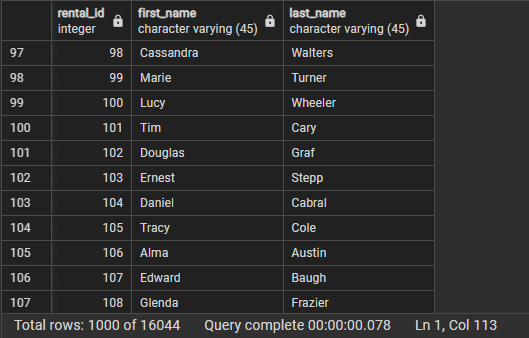 rental_id first_name last_name
integer character varying (45) character varying (45)
97 98 Cassandra Walters
98 99 Marie Turner
99 100 Lucy Wheeler
100 101 Tim Cary
101 102 Douglas Graf
102 103 Ernest Stepp
103 104 Daniel Cabral
104 105 Tracy Cole
105 106 Alma Austin
106 107 Edward Baugh
107 108 Glenda Frazier
Total rows: 1000 of 16044 Query complete 00:00:00.078 Ln 1, Col 113